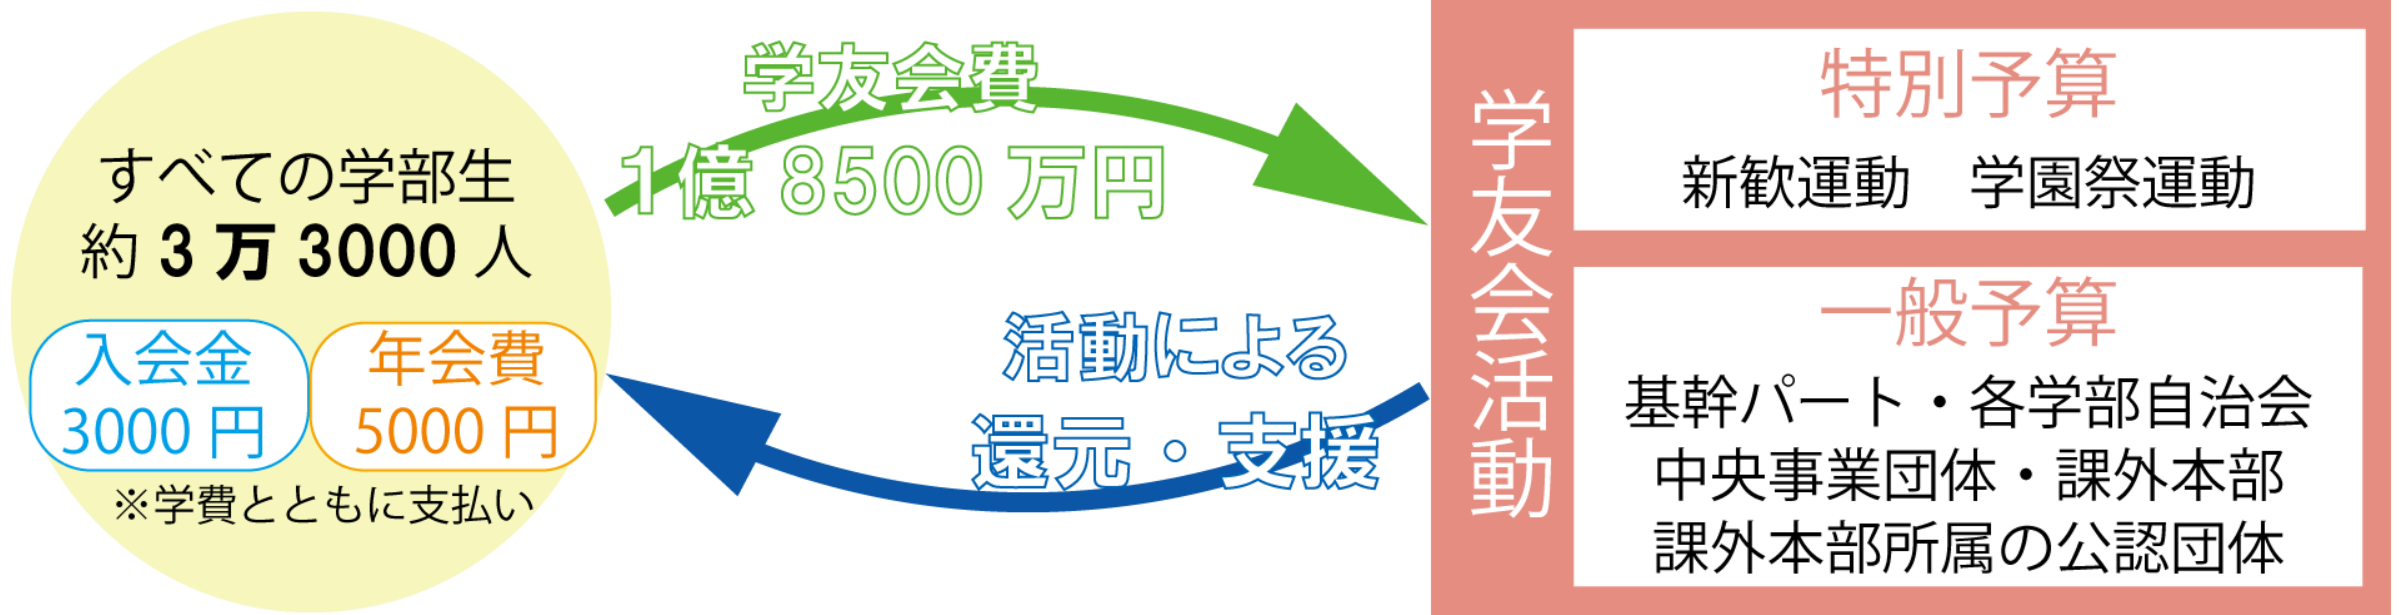 すべての学部生
約 3 万 3000 人
入会金
3000 円
年会費
5000 円
※学費とともに支払い
学友会費
1億 8500 万円
活動による
還元・支援
学友会活動
特別予算
新歓運動　学園祭運動
一般予算
基幹パート・各学部自治会
中央事業団体・課外本部
課外本部所属の公認団体